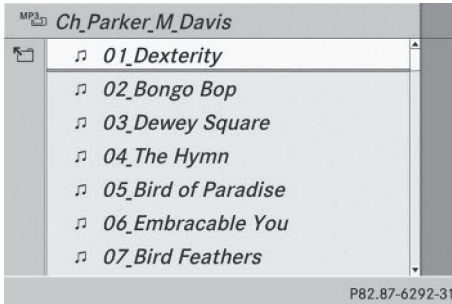 MP3 Ch_Parker_M_Davis
01_Dexterity
02_Bongo Bop
03_Dewey Square
04_The Hymn
05_Bird of Paradise
06_Embracable You
07_Bird Feathers
P82.87-6292-31